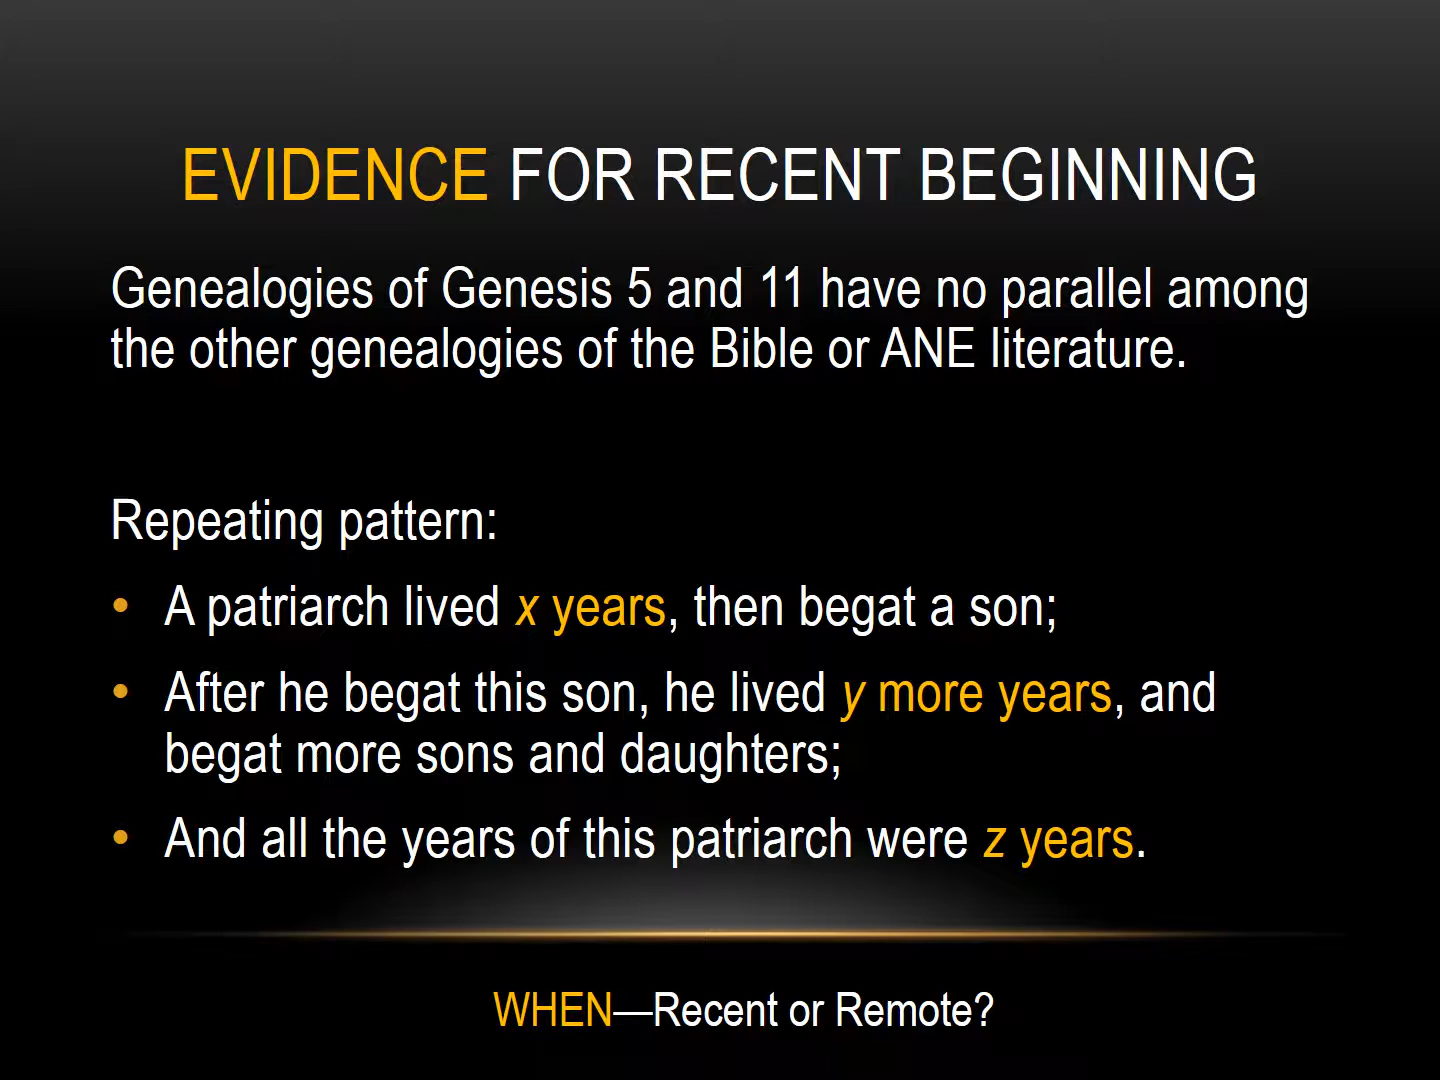 EVIDENCE FOR RECENT BEGINNING
Genealogies of Genesis 5 and 11 have no parallel among
the other genealogies of the Bible or ANE literature.
Repeating pattern:
• A patriarch lived x years, then begat a son;
• After he begat this son, he lived y more years, and
begat more sons and daughters;
• And all the years of this patriarch were z years.
WHEN—Recent or Remote?